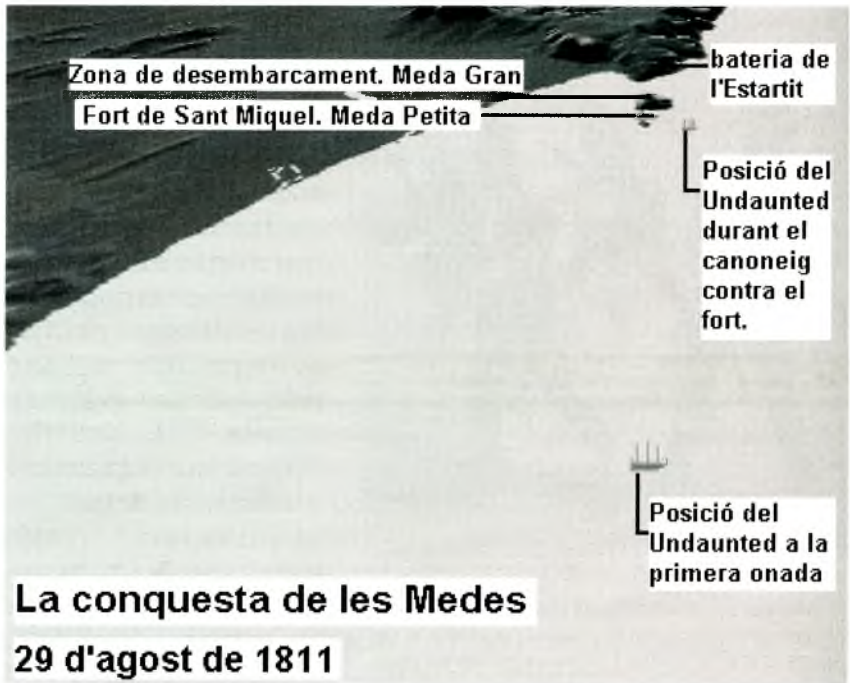 Zona de desembarcament. Meda Gran
Fort de Sant Miquel. Meda Petita
bateria de
l'Estartit
Posició del
Undaunted
durant el
canoneig
contra el
fort.
Posició del
Undaunted a la
primera onada
La conquesta de les Medes
29 d'agost de 1811